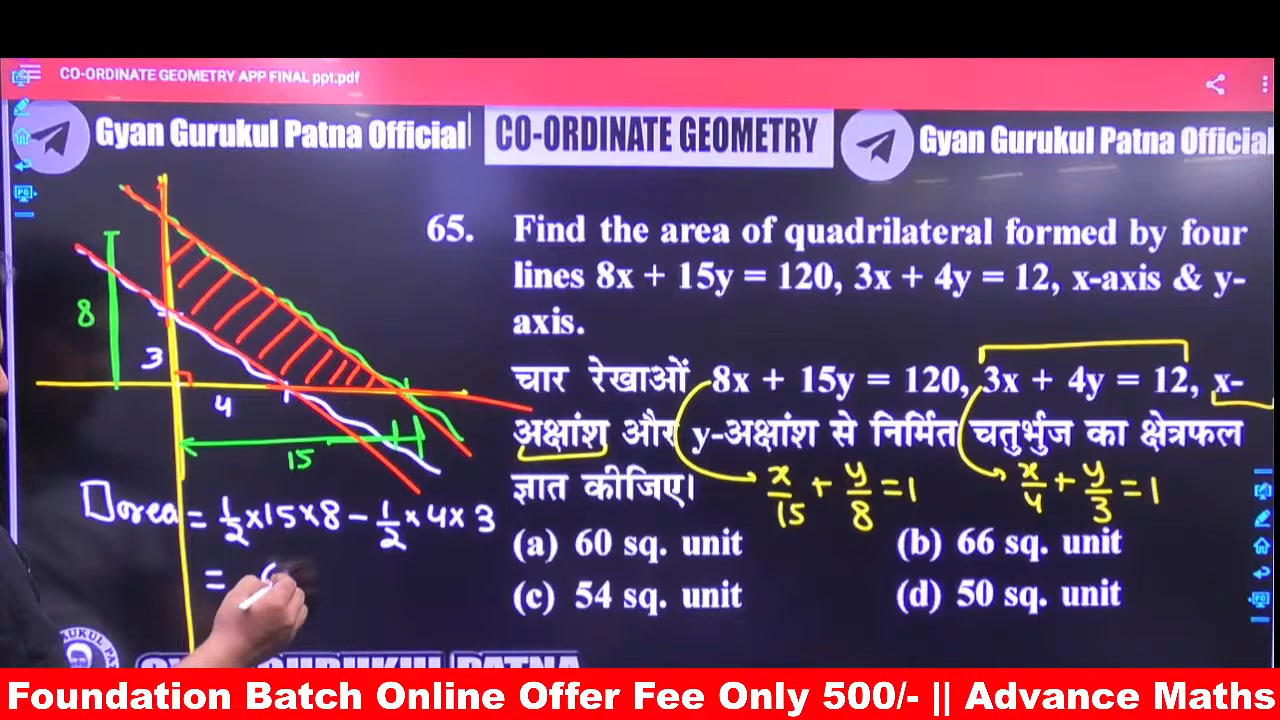 CO-ORDINATE GEOMETRY APP FINAL ppt.pdf
Gyan Gurukul Patna Official
CO-ORDINATE GEOMETRY
Gyan Gurukul Patna Official
65. Find the area of quadrilateral formed by four
lines 8x + 15y = 120, 3x + 4y = 12, x-axis & y-
axis.
चार रेखाओं 8x + 15y = 120, 3x + 4y = 12, x-
अक्षांश और y-अक्षांश से निर्मित चतुर्भुज का क्षेत्रफल
ज्ञात कीजिए।
x/15 + y/8 = 1
x/4 + y/3 = 1
(a) 60 sq. unit
(b) 66 sq. unit
(c) 54 sq. unit
(d) 50 sq. unit
8
3
4
15
area = 1/2 × 15 × 8 - 1/2 × 4 × 3
=
GYAN GURUKUL PATNA
Foundation Batch Online Offer Fee Only 500/- || Advance Maths